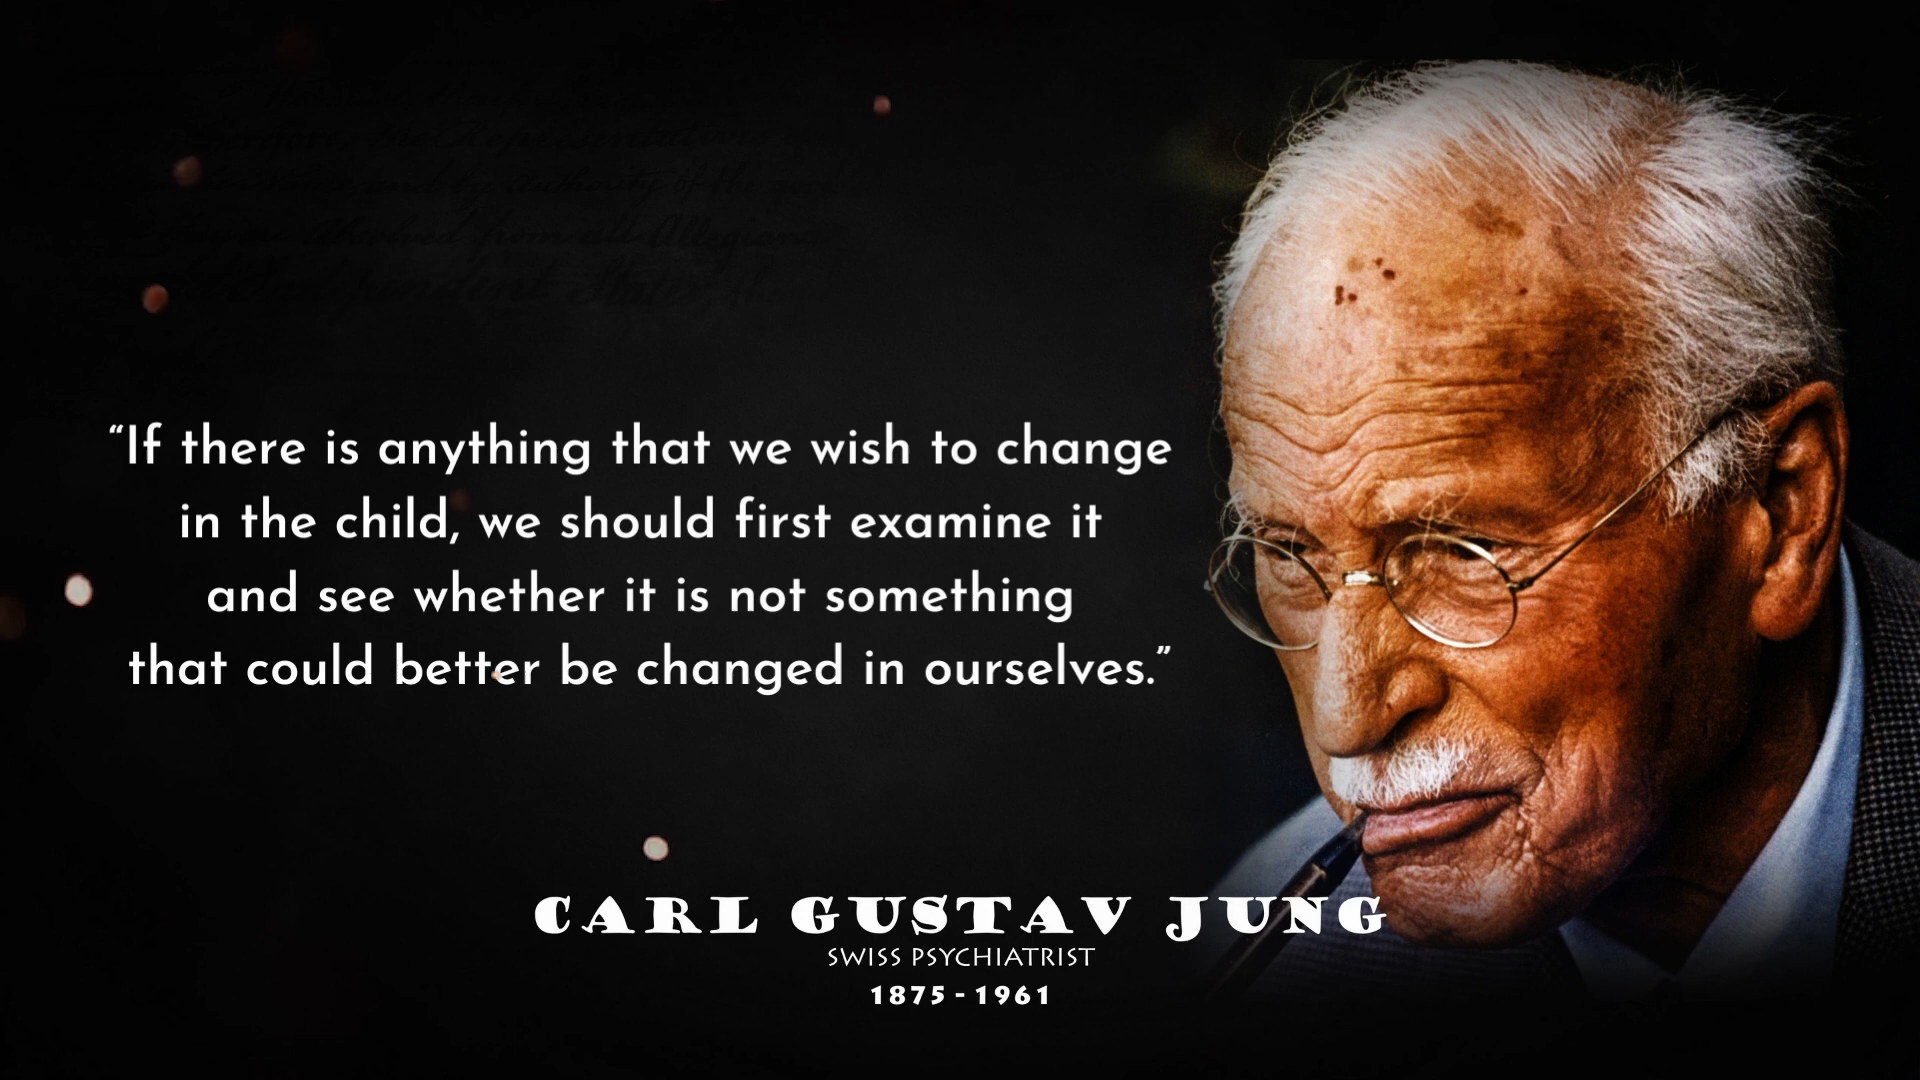 “If there is anything that we wish to change
in the child, we should first examine it
and see whether it is not something
that could better be changed in ourselves.”
CARL GUSTAV JUNG
SWISS PSYCHIATRIST
1875 - 1961